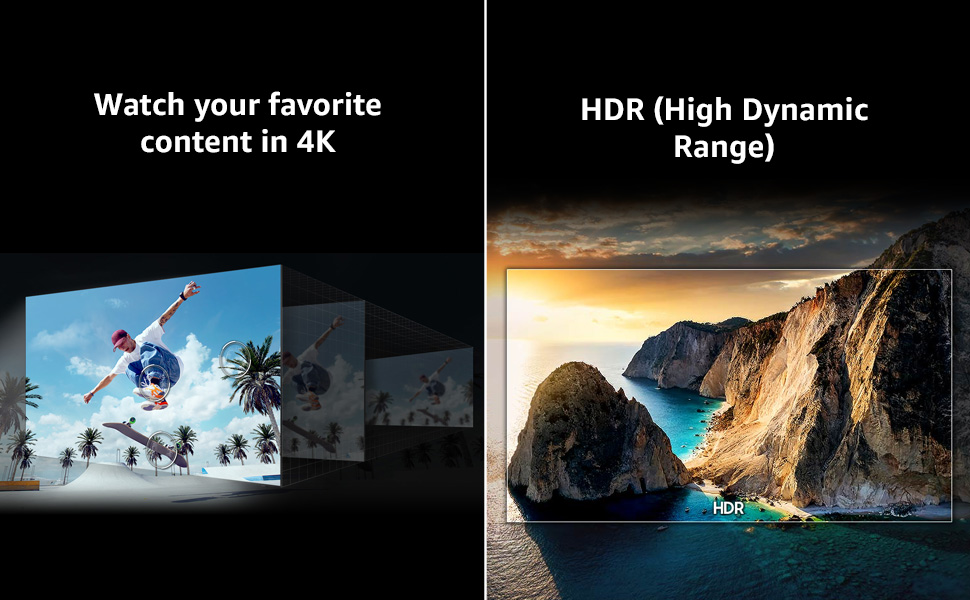 Watch your favorite
content in 4K
HDR (High Dynamic
Range)
HDR